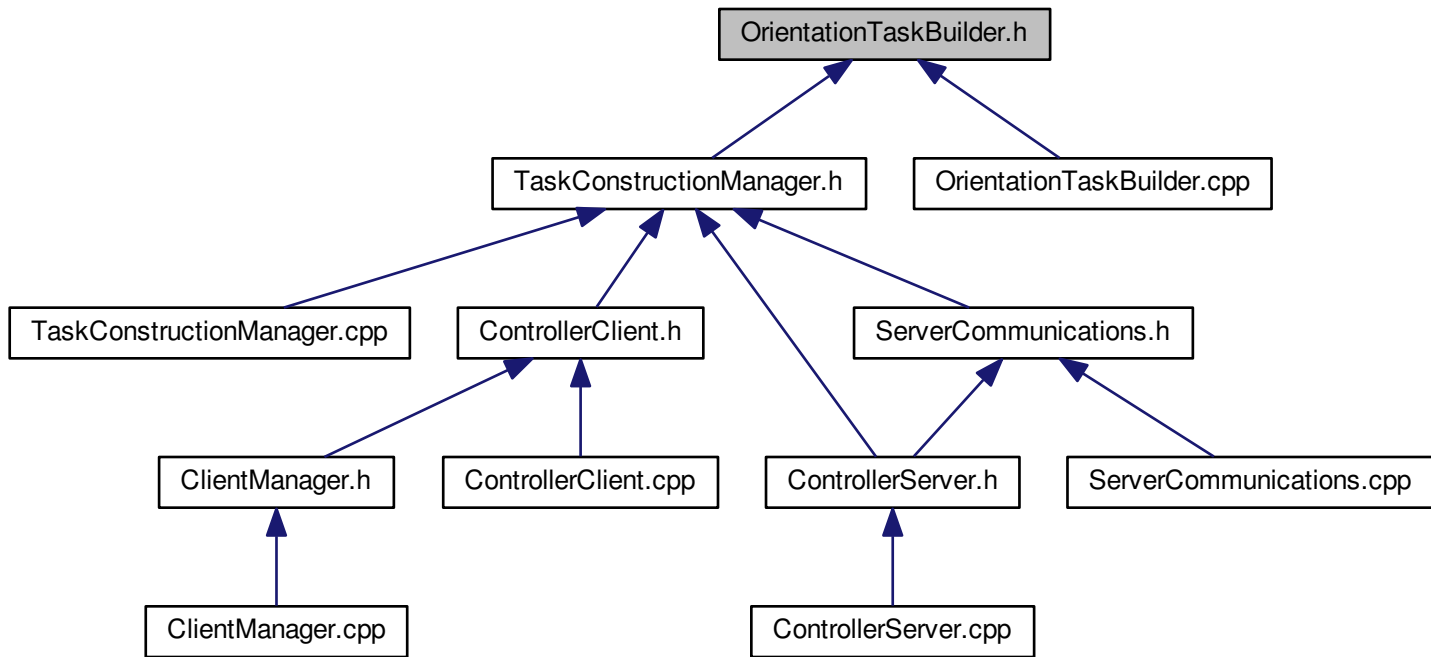 OrientationTaskBuilder.h
TaskConstructionManager.h
OrientationTaskBuilder.cpp
TaskConstructionManager.cpp
ControllerClient.h
ServerCommunications.h
ClientManager.h
ControllerClient.cpp
ControllerServer.h
ServerCommunications.cpp
ClientManager.cpp
ControllerServer.cpp